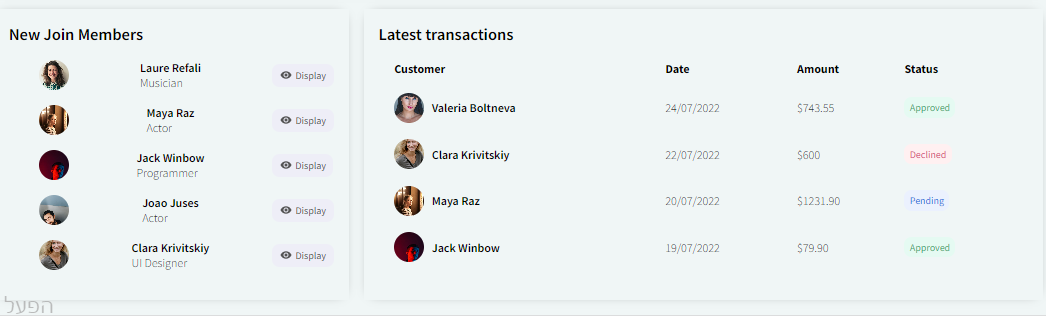 New Join Members
Laure Refali
Musician
Display
Maya Raz
Actor
Display
Jack Winbow
Programmer
Display
Joao Juses
Actor
Display
Clara Krivitskiy
UI Designer
Display
Latest transactions
Customer Date Amount Status
Valeria Boltneva 24/07/2022 $743.55 Approved
Clara Krivitskiy 22/07/2022 $600 Declined
Maya Raz 20/07/2022 $1231.90 Pending
Jack Winbow 19/07/2022 $79.90 Approved
הפעל